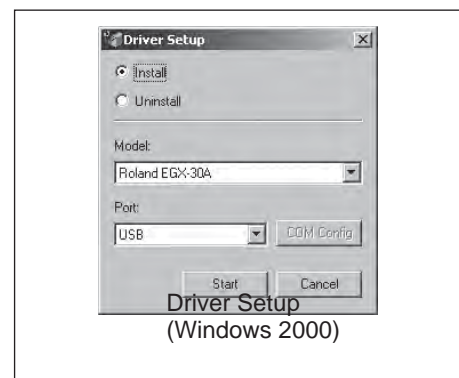 Driver Setup
Install
Uninstall
Model:
Roland EGX-30A
Port:
USB
COM Config
Start Cancel
Driver Setup
(Windows 2000)